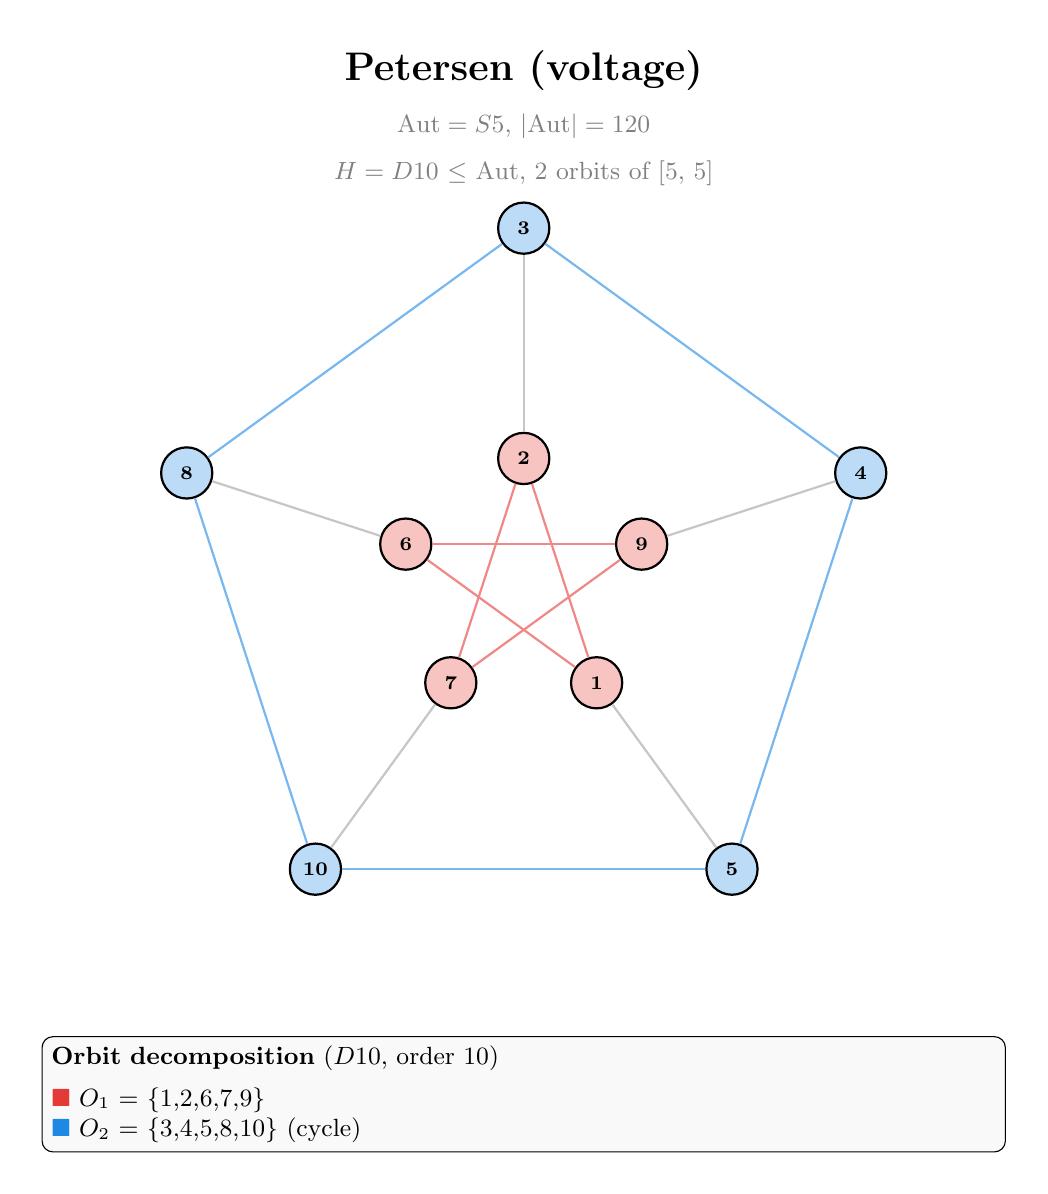 Petersen (voltage)
Aut = S5, |Aut| = 120
H = D10 ≤ Aut, 2 orbits of [5, 5]
3
2
8
4
6
9
7
1
10
5
Orbit decomposition (D10, order 10)
O₁ = {1,2,6,7,9}
O₂ = {3,4,5,8,10} (cycle)